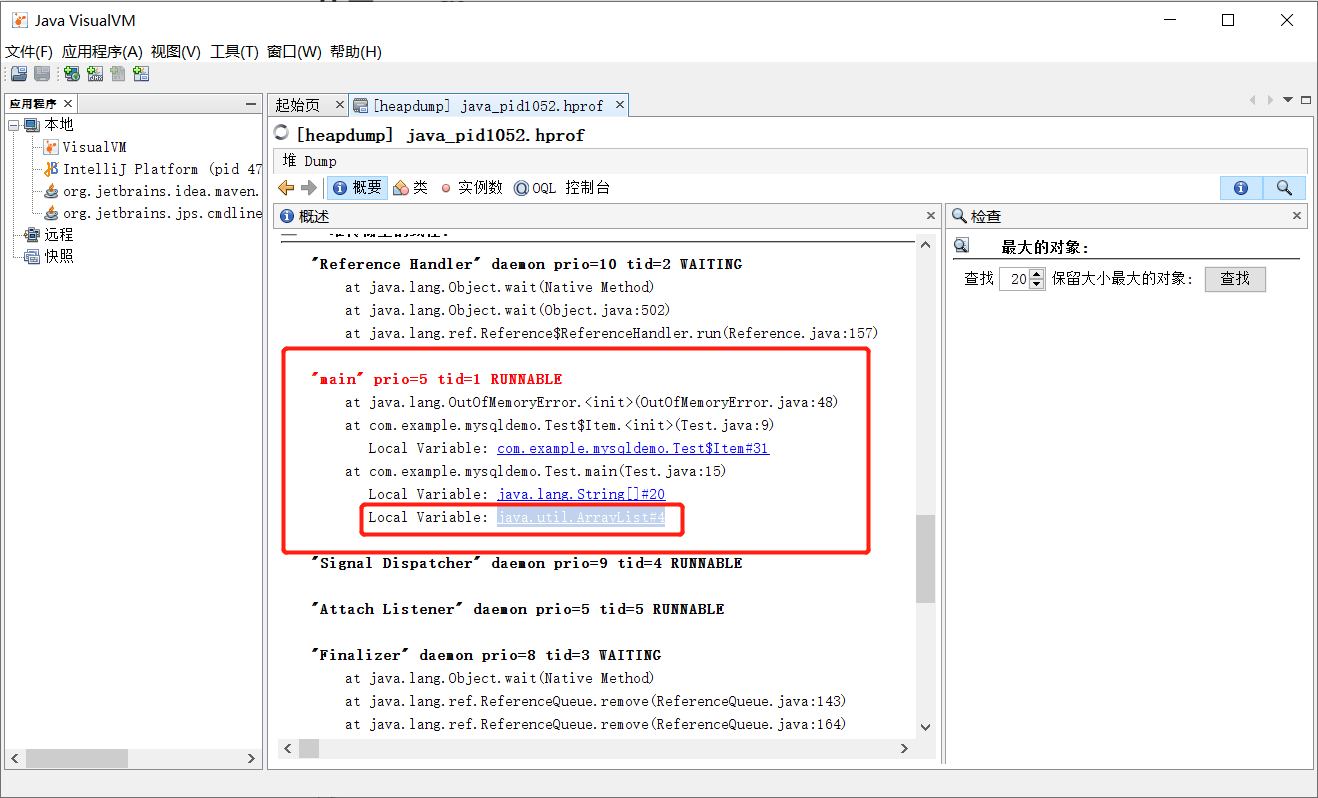 Java VisualVM
文件(F) 应用程序(A) 视图(V) 工具(T) 窗口(W) 帮助(H)
应用程序
本地
VisualVM
IntelliJ Platform (pid 47
org.jetbrains.idea.maven.
org.jetbrains.jps.cmdline
远程
快照
起始页 [heapdump] java_pid1052.hprof
[heapdump] java_pid1052.hprof
堆 Dump
概要 类 实例数 OQL 控制台
概述
"Reference Handler" daemon prio=10 tid=2 WAITING
at java.lang.Object.wait(Native Method)
at java.lang.Object.wait(Object.java:502)
at java.lang.ref.Reference$ReferenceHandler.run(Reference.java:157)
"main" prio=5 tid=1 RUNNABLE
at java.lang.OutOfMemoryError.<init>(OutOfMemoryError.java:48)
at com.example.mysqldemo.Test$Item.<init>(Test.java:9)
Local Variable: com.example.mysqldemo.Test$Item#31
at com.example.mysqldemo.Test.main(Test.java:15)
Local Variable: java.lang.String[]#20
Local Variable: java.util.ArrayList#4
"Signal Dispatcher" daemon prio=9 tid=4 RUNNABLE
"Attach Listener" daemon prio=5 tid=5 RUNNABLE
"Finalizer" daemon prio=8 tid=3 WAITING
at java.lang.Object.wait(Native Method)
at java.lang.ref.ReferenceQueue.remove(ReferenceQueue.java:143)
at java.lang.ref.ReferenceQueue.remove(ReferenceQueue.java:164)
检查
最大的对象:
查找 20 保留大小最大的对象: 查找